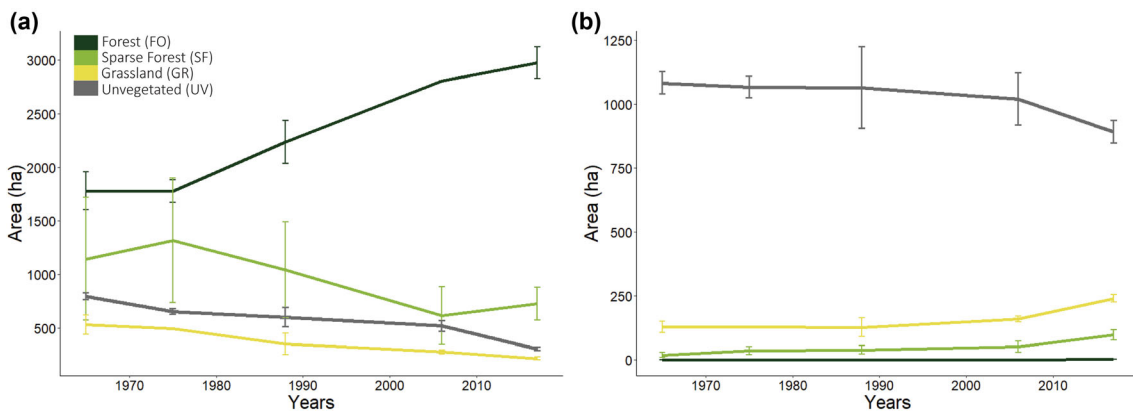 (a)
Forest (FO)
Sparse Forest (SF)
Grassland (GR)
Unvegetated (UV)
Area (ha)
3000
2500
2000
1500
1000
500
1970 1980 1990 2000 2010
Years
(b)
Area (ha)
1250
1000
750
500
250
0
1970 1980 1990 2000 2010
Years